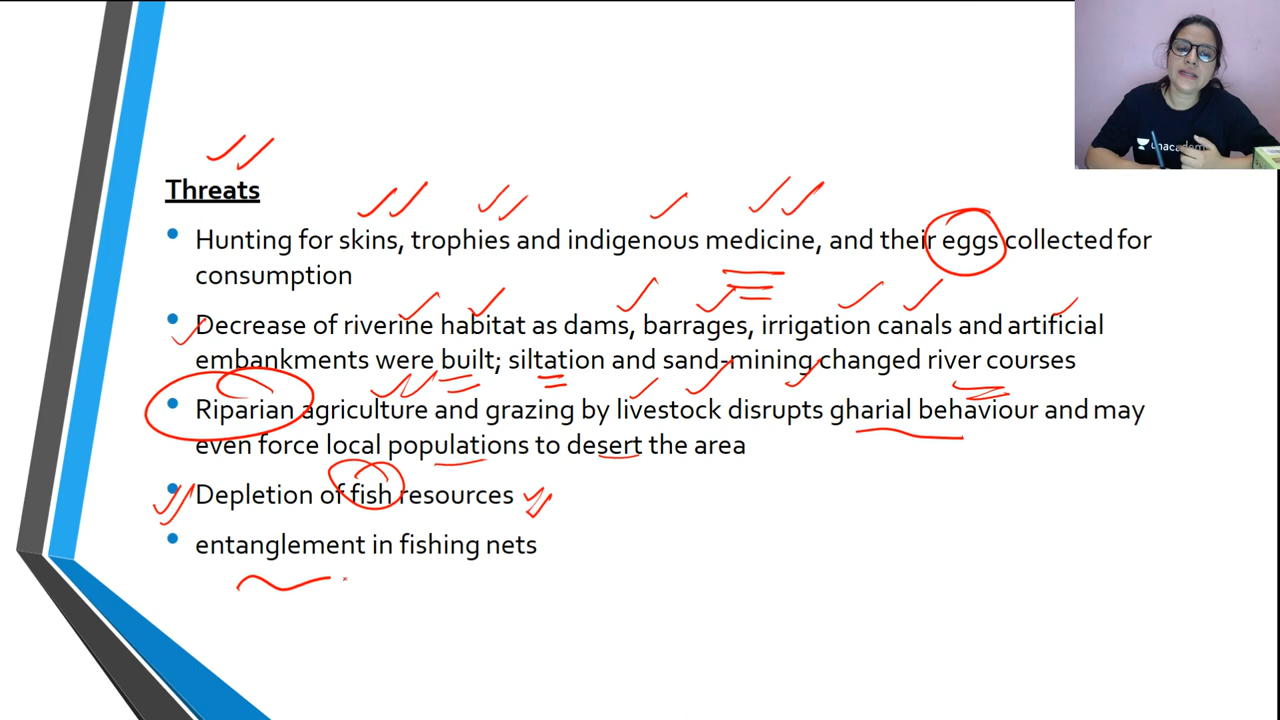 unacademy
Threats
• Hunting for skins, trophies and indigenous medicine, and their eggs collected for
consumption
• Decrease of riverine habitat as dams, barrages, irrigation canals and artificial
embankments were built; siltation and sand-mining changed river courses
• Riparian agriculture and grazing by livestock disrupts gharial behaviour and may
even force local populations to desert the area
• Depletion of fish resources
• entanglement in fishing nets